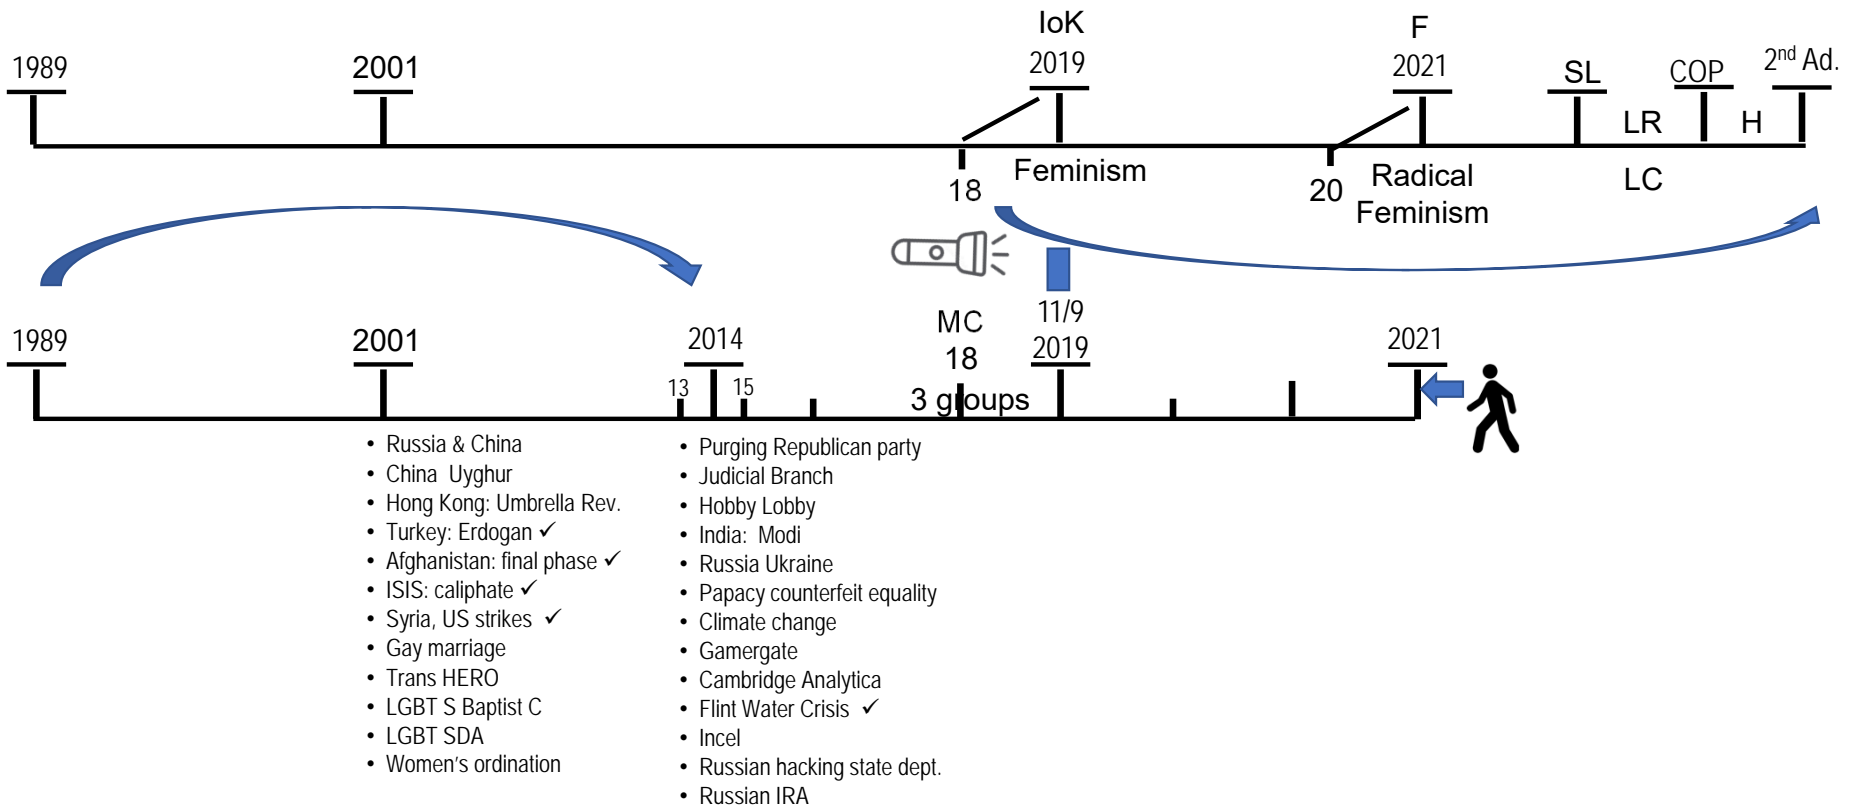 IoK
F
1989
2001
2019
2021
SL
COP
2nd Ad.
LR
H
18
Feminism
20
Radical
Feminism
LC
MC
11/9
1989
2001
2014
18
2019
2021
13
15
3 groups
• Russia & China
• China Uyghur
• Hong Kong: Umbrella Rev.
• Turkey: Erdogan ✓
• Afghanistan: final phase ✓
• ISIS: caliphate ✓
• Syria, US strikes ✓
• Gay marriage
• Trans HERO
• LGBT S Baptist C
• LGBT SDA
• Women's ordination
• Purging Republican party
• Judicial Branch
• Hobby Lobby
• India: Modi
• Russia Ukraine
• Papacy counterfeit equality
• Climate change
• Gamergate
• Cambridge Analytica
• Flint Water Crisis ✓
• Incel
• Russian hacking state dept.
• Russian IRA